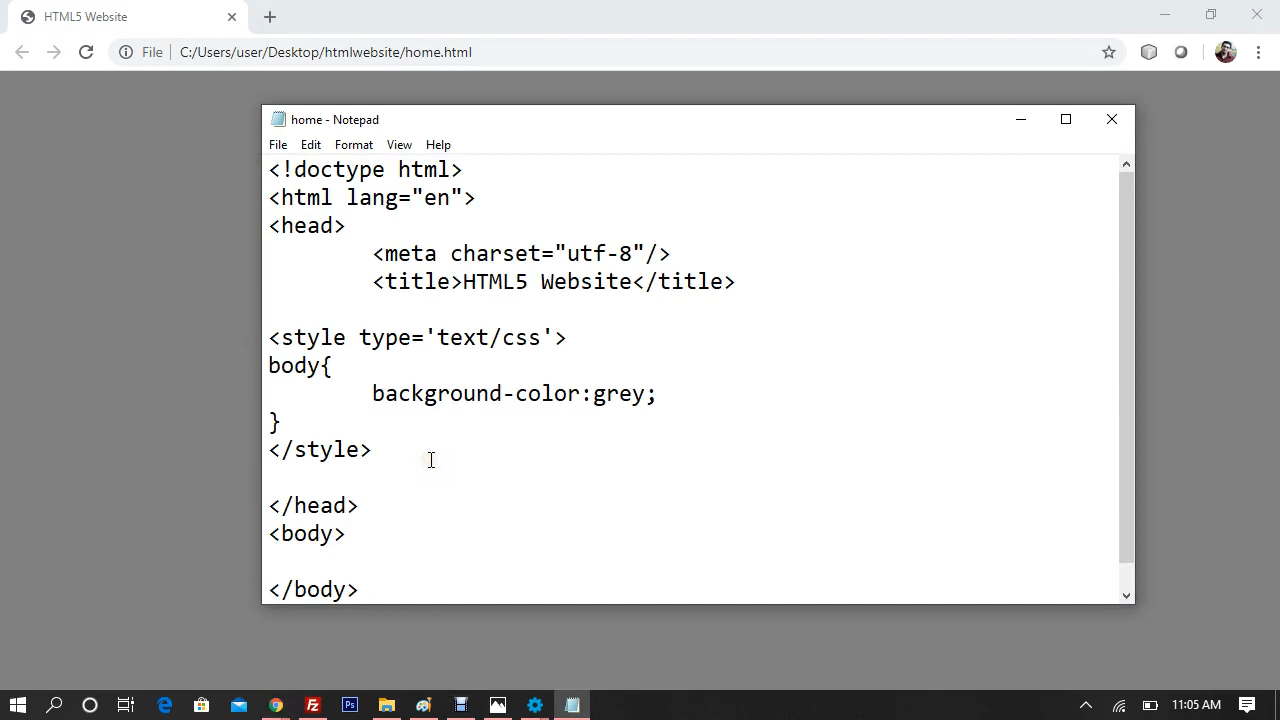 HTML5 Website
File
C:/Users/user/Desktop/htmlwebsite/home.html
home - Notepad
File Edit Format View Help
<!doctype html>
<html lang="en">
<head>
<meta charset="utf-8"/>
<title>HTML5 Website</title>
<style type='text/css'>
body{
background-color:grey;
}
</style>
</head>
<body>
</body>
Fz
Ps
11:05 AM